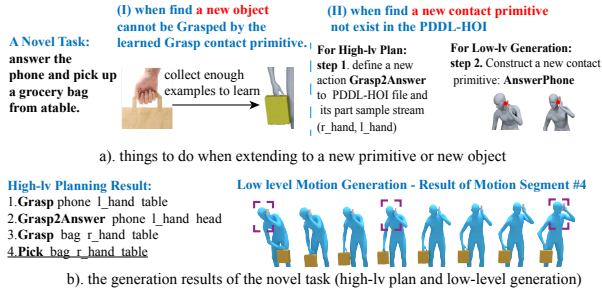 A Novel Task:
answer the
phone and pick up
a grocery bag
from atable.
(I) when find a new object
cannot be Grasped by the
learned Grasp contact primitive.
collect enough
examples to learn
(II) when find a new contact primitive
not exist in the PDDL-HOI
For High-lv Plan:
step 1. define a new
action Grasp2Answer
to PDDL-HOI file and
its part sample stream
(r_hand, l_hand)
For Low-lv Generation:
step 2. Construct a new contact
primitive: AnswerPhone
a). things to do when extending to a new primitive or new object
High-lv Planning Result:
1.Grasp phone l_hand table
2.Grasp2Answer phone l_hand head
3.Grasp bag r_hand table
4.Pick bag r_hand table
Low level Motion Generation - Result of Motion Segment #4
b). the generation results of the novel task (high-lv plan and low-level generation)